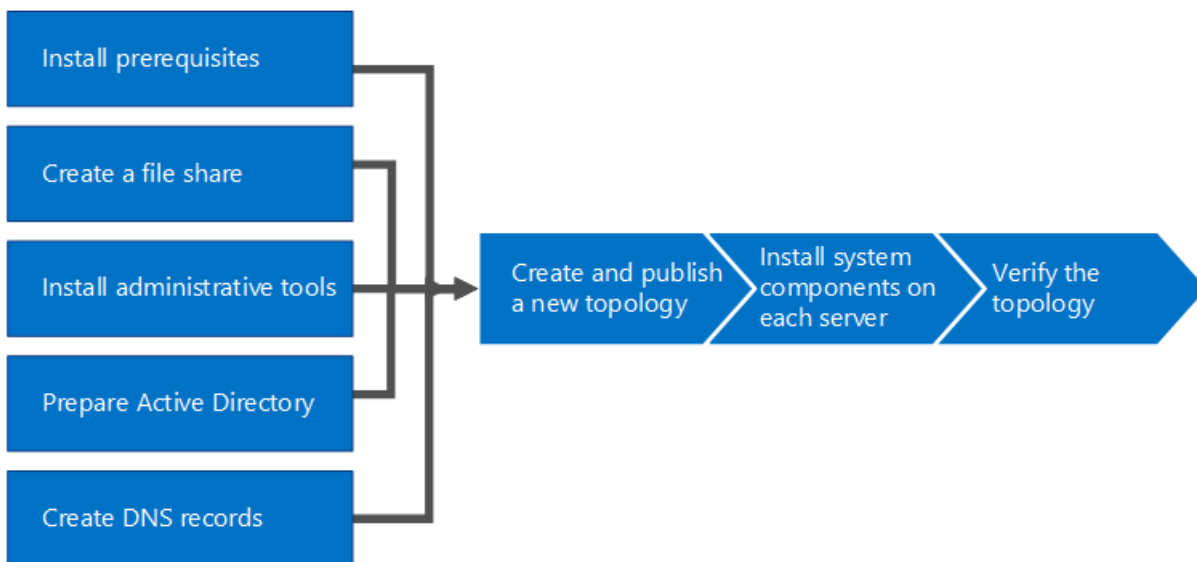 Install prerequisites
Create a file share
Install administrative tools
Prepare Active Directory
Create DNS records
Create and publish
a new topology
Install system
components on
each server
Verify the
topology